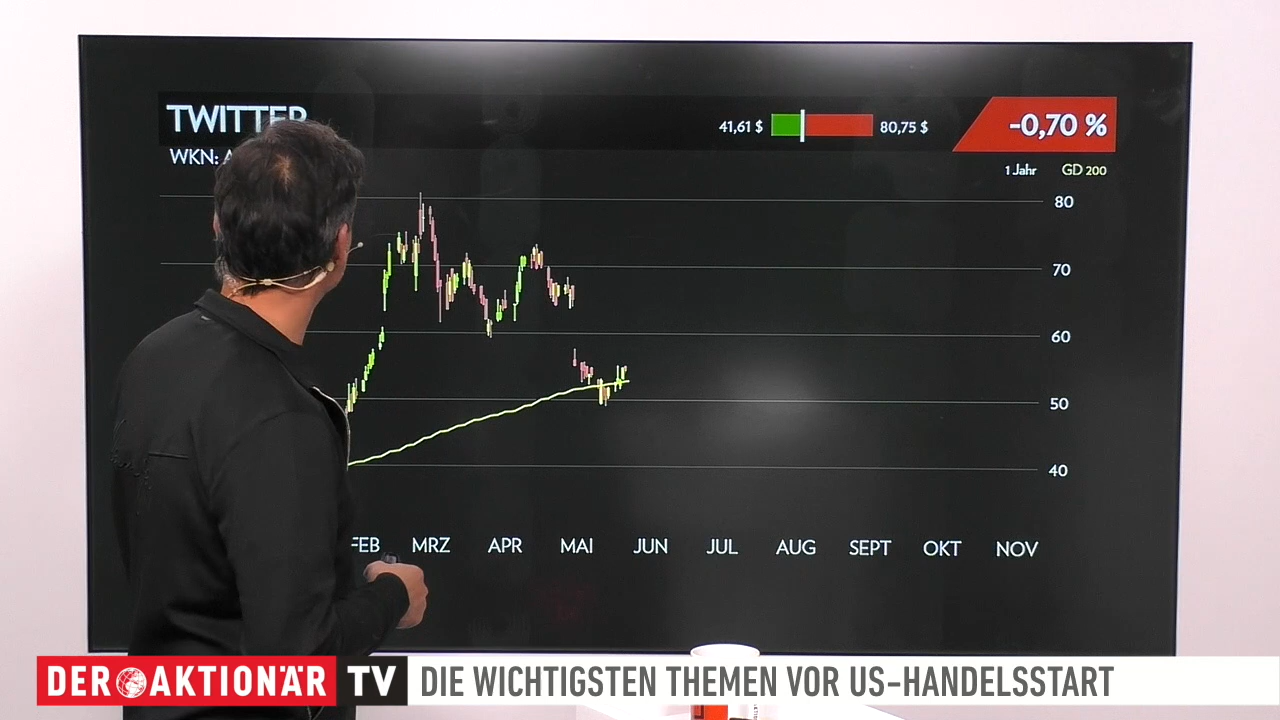 TWITTER
41,61 $ 80,75 $ -0,70 %
WKN:
1 Jahr GD 200
80
70
60
50
40
FEB MRZ APR MAI JUN JUL AUG SEPT OKT NOV
DER AKTIONÄR TV DIE WICHTIGSTEN THEMEN VOR US-HANDELSSTART